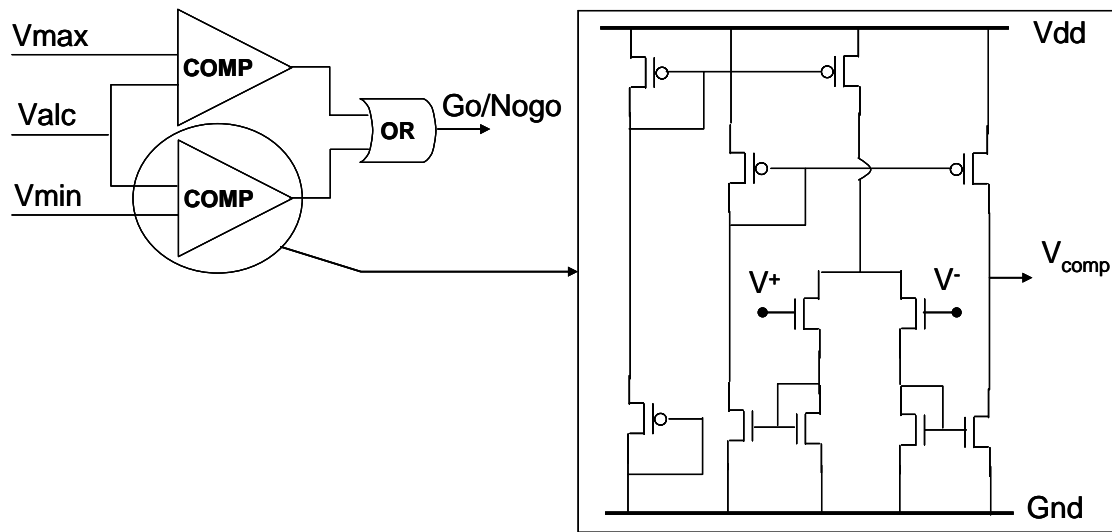 Vmax
COMP
Valc
Go/Nogo
OR
Vmin
COMP
Vdd
V+
V-
Vcomp
Gnd